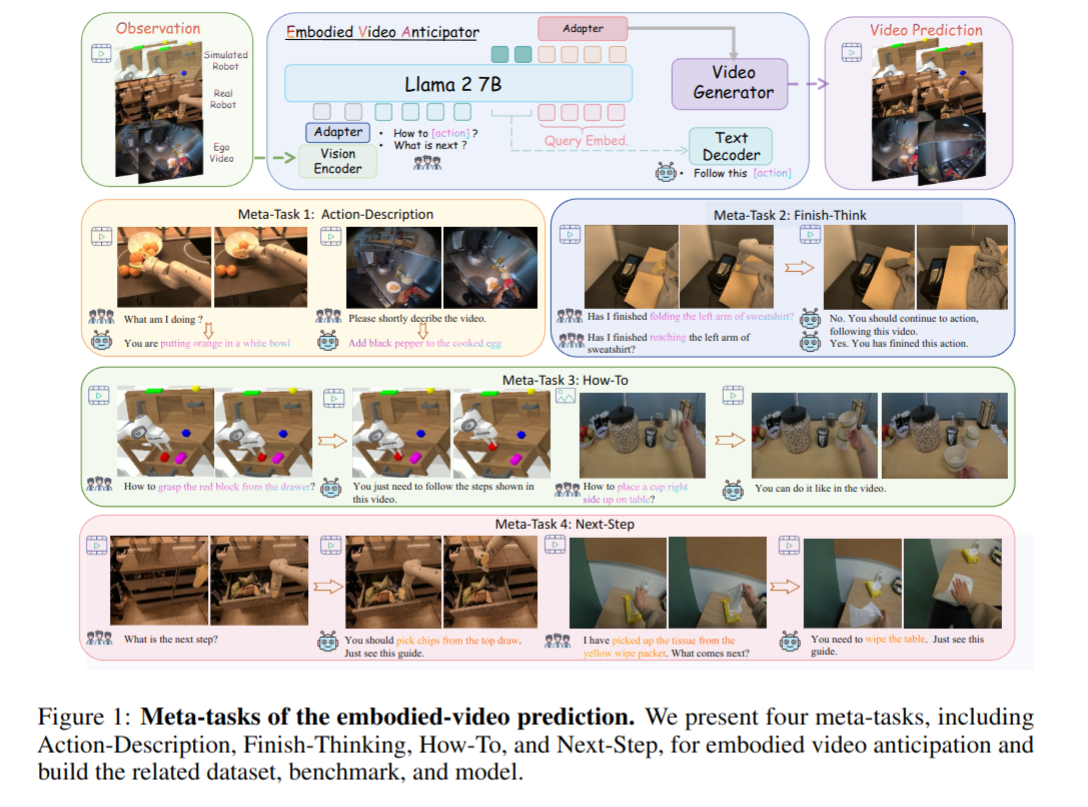 Observation
Simulated
Robot
Real
Robot
Ego
Video
Embodied Video Anticipator
Adapter
Llama 2 7B
Adapter
Vision
Encoder
• How to [action] ?
• What is next ?
Query Embed.
Video
Generator
Text
Decoder
• Follow this [action]
Video Prediction
Meta-Task 1: Action-Description
What am I doing ?
You are putting orange in a white bowl
Please shortly decribe the video.
Add black pepper to the cooked egg
Meta-Task 2: Finish-Think
Has I finished folding the left arm of sweatshirt?
Has I finished reaching the left arm of
sweatshirt?
No. You should continue to action,
following this video.
Yes. You has finined this action.
Meta-Task 3: How-To
How to grasp the red block from the drawer?
You just need to follow the steps shown in
this video.
How to place a cup right
side up on table?
You can do it like in the video.
Meta-Task 4: Next-Step
What is the next step?
You should pick chips from the top draw.
Just see this guide.
I have picked up the tissue from the
yellow wipe packet. What comes next?
You need to wipe the table. Just see this
guide.
Figure 1: Meta-tasks of the embodied-video prediction. We present four meta-tasks, including
Action-Description, Finish-Thinking, How-To, and Next-Step, for embodied video anticipation and
build the related dataset, benchmark, and model.